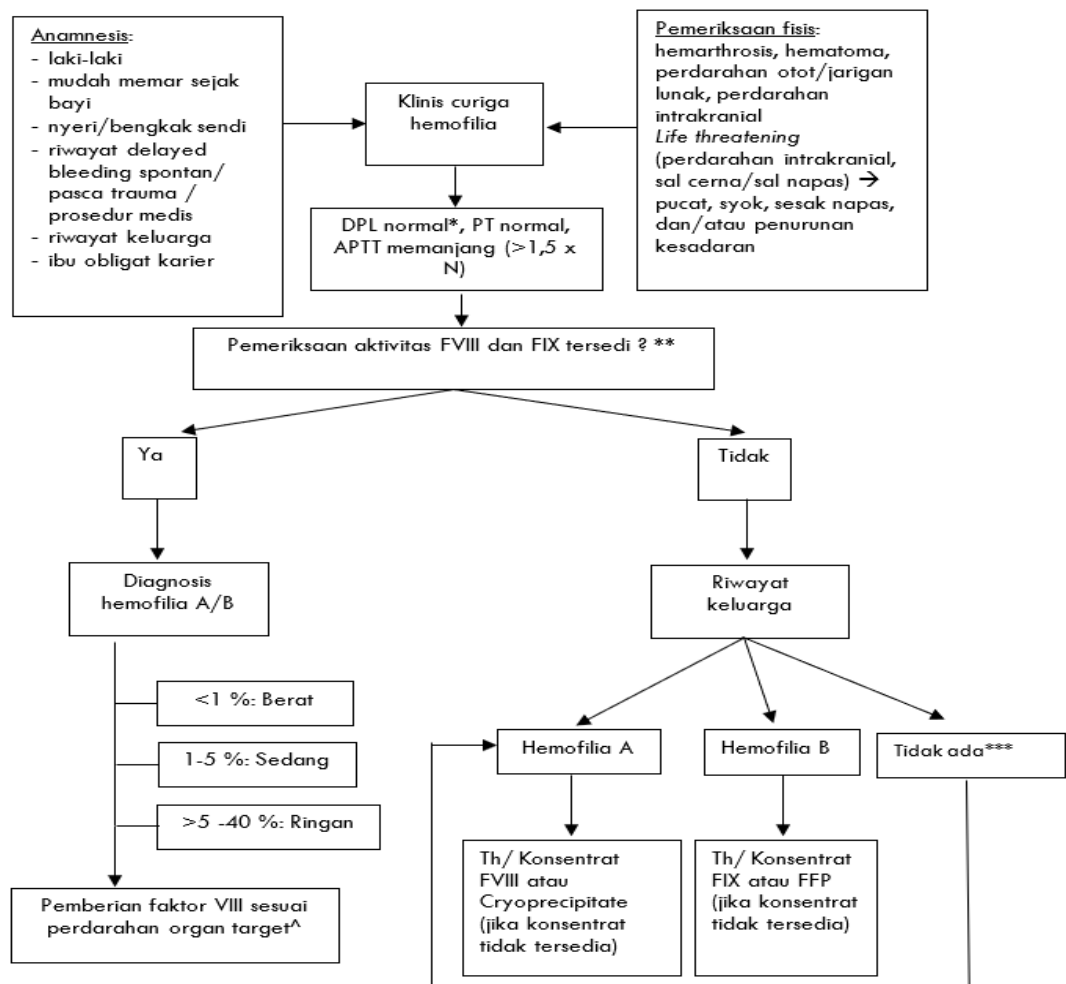 Anamnesis:
- laki-laki
- mudah memar sejak
bayi
- nyeri/bengkak sendi
- riwayat delayed
bleeding spontan/
pasca trauma /
prosedur medis
- riwayat keluarga
- ibu obligat karier
Klinis curiga
hemofilia
Pemeriksaan fisis:
hemarthrosis, hematoma,
perdarahan otot/jarigan
lunak, perdarahan
intrakranial
Life threatening
(perdarahan intrakranial,
sal cerna/sal napas) →
pucat, syok, sesak napas,
dan/atau penurunan
kesadaran
DPL normal*, PT normal,
APTT memanjang (>1,5 x
N)
Pemeriksaan aktivitas FVIII dan FIX tersedi ? **
Ya
Tidak
Diagnosis
hemofilia A/B
Riwayat
keluarga
<1 %: Berat
1-5 %: Sedang
>5 -40 %: Ringan
Hemofilia A
Hemofilia B
Tidak ada***
Pemberian faktor VIII sesuai
perdarahan organ target^
Th/ Konsentrat
FVIII atau
Cryoprecipitate
(jika konsentrat
tidak tersedia)
Th/ Konsentrat
FIX atau FFP
(jika konsentrat
tidak tersedia)